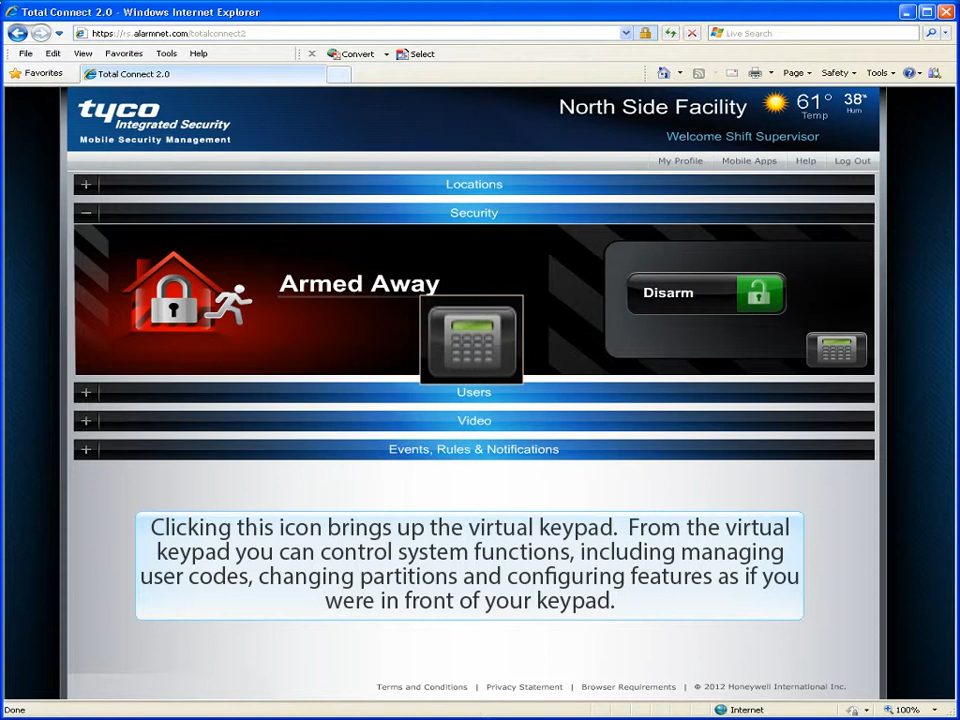 Total Connect 2.0 - Windows Internet Explorer
https://rs.alarmnet.com/totalconnect2
Live Search
File Edit View Favorites Tools Help
Convert Select
Favorites Total Connect 2.0
Page Safety Tools
tyco
Integrated Security
Mobile Security Management
North Side Facility 61° Temp 38% Hum
Welcome Shift Supervisor
My Profile Mobile Apps Help Log Out
Locations
Security
Armed Away
Disarm
Users
Video
Events, Rules & Notifications
Clicking this icon brings up the virtual keypad. From the virtual
keypad you can control system functions, including managing
user codes, changing partitions and configuring features as if you
were in front of your keypad.
Terms and Conditions | Privacy Statement | Browser Requirements | © 2012 Honeywell International Inc.
Done Internet 100%